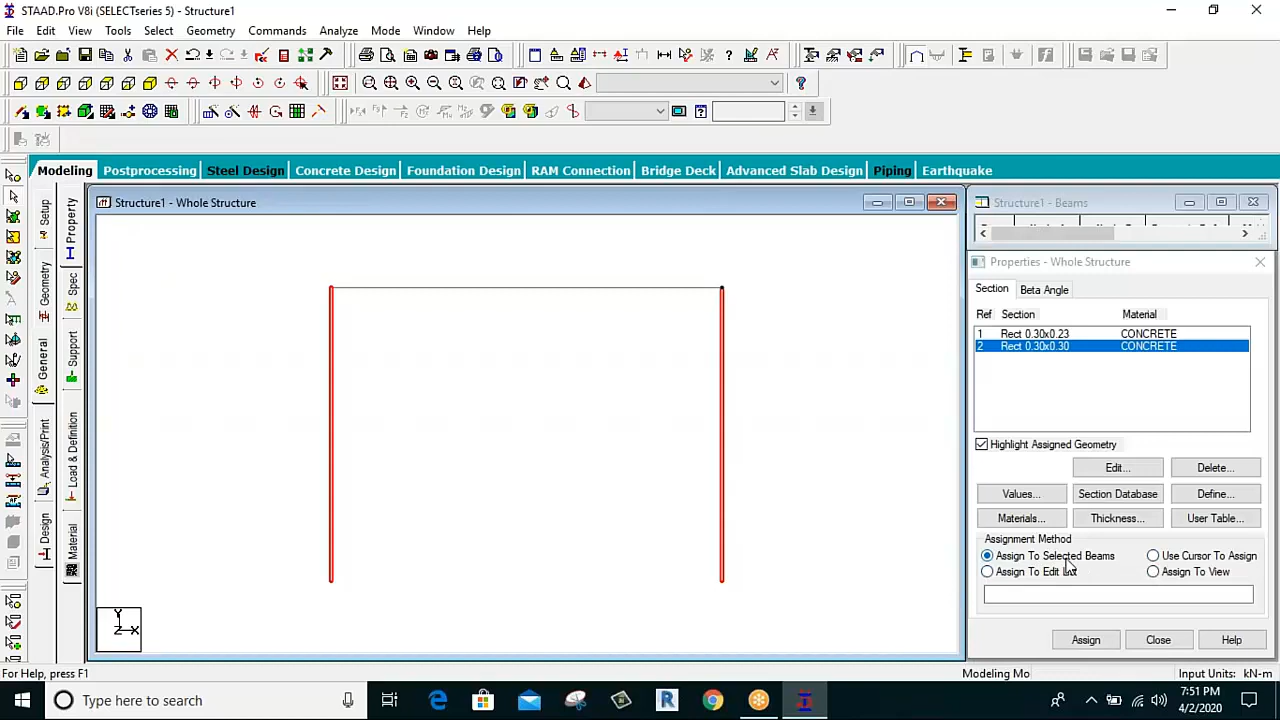 STAAD.Pro V8i (SELECTseries 5) - Structure1
File Edit View Tools Select Geometry Commands Analyze Mode Window Help
Modeling Postprocessing Steel Design Concrete Design Foundation Design RAM Connection Bridge Deck Advanced Slab Design Piping Earthquake
Setup
Geometry
General
Analysis/Print
Design
Property
Spec
Support
Load & Definition
Material
Structure1 - Whole Structure
Y
Z X
Structure1 - Beams
Properties - Whole Structure
Section Beta Angle
Ref Section Material
1 Rect 0.30x0.23 CONCRETE
2 Rect 0.30x0.30 CONCRETE
Highlight Assigned Geometry
Edit... Delete...
Values... Section Database Define...
Materials... Thickness... User Table...
Assignment Method
Assign To Selected Beams Use Cursor To Assign
Assign To Edit List Assign To View
Assign Close Help
For Help, press F1
Modeling Mo
Input Units: kN-m
Type here to search
7:51 PM
4/2/2020